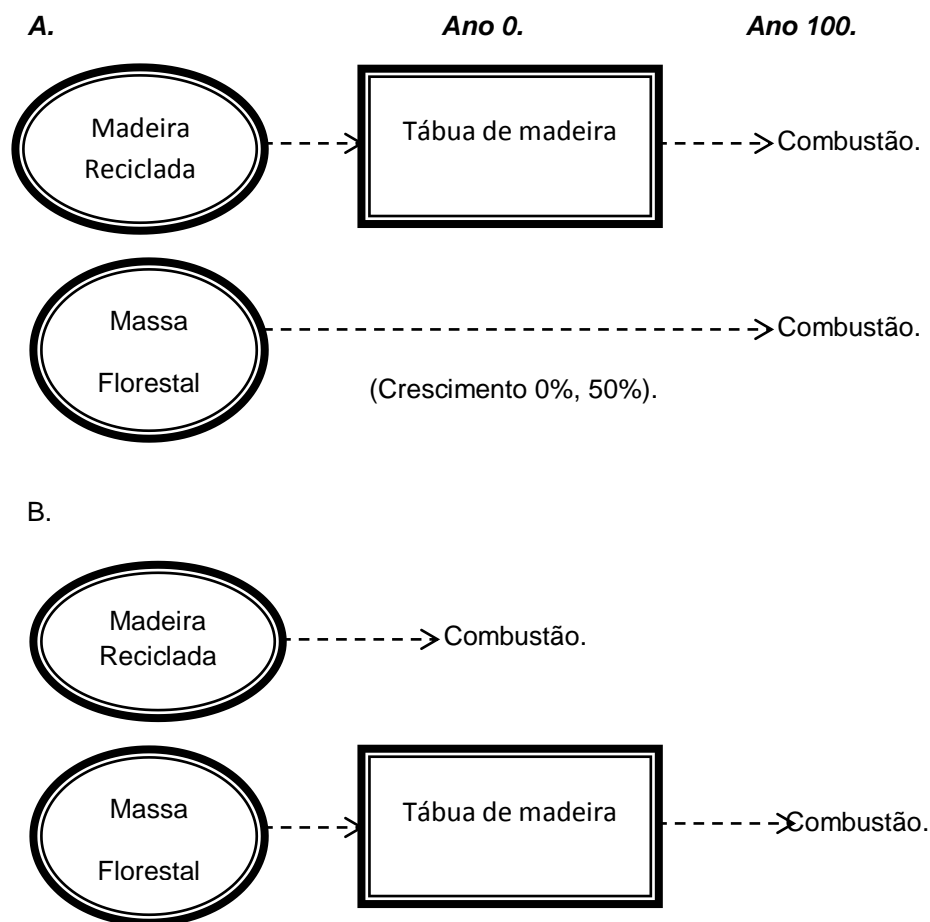 A. Ano 0. Ano 100.
Madeira
Reciclada
Tábua de madeira
Combustão.
Massa
Florestal
Combustão.
(Crescimento 0%, 50%).
B.
Madeira
Reciclada
Combustão.
Massa
Florestal
Tábua de madeira
Combustão.